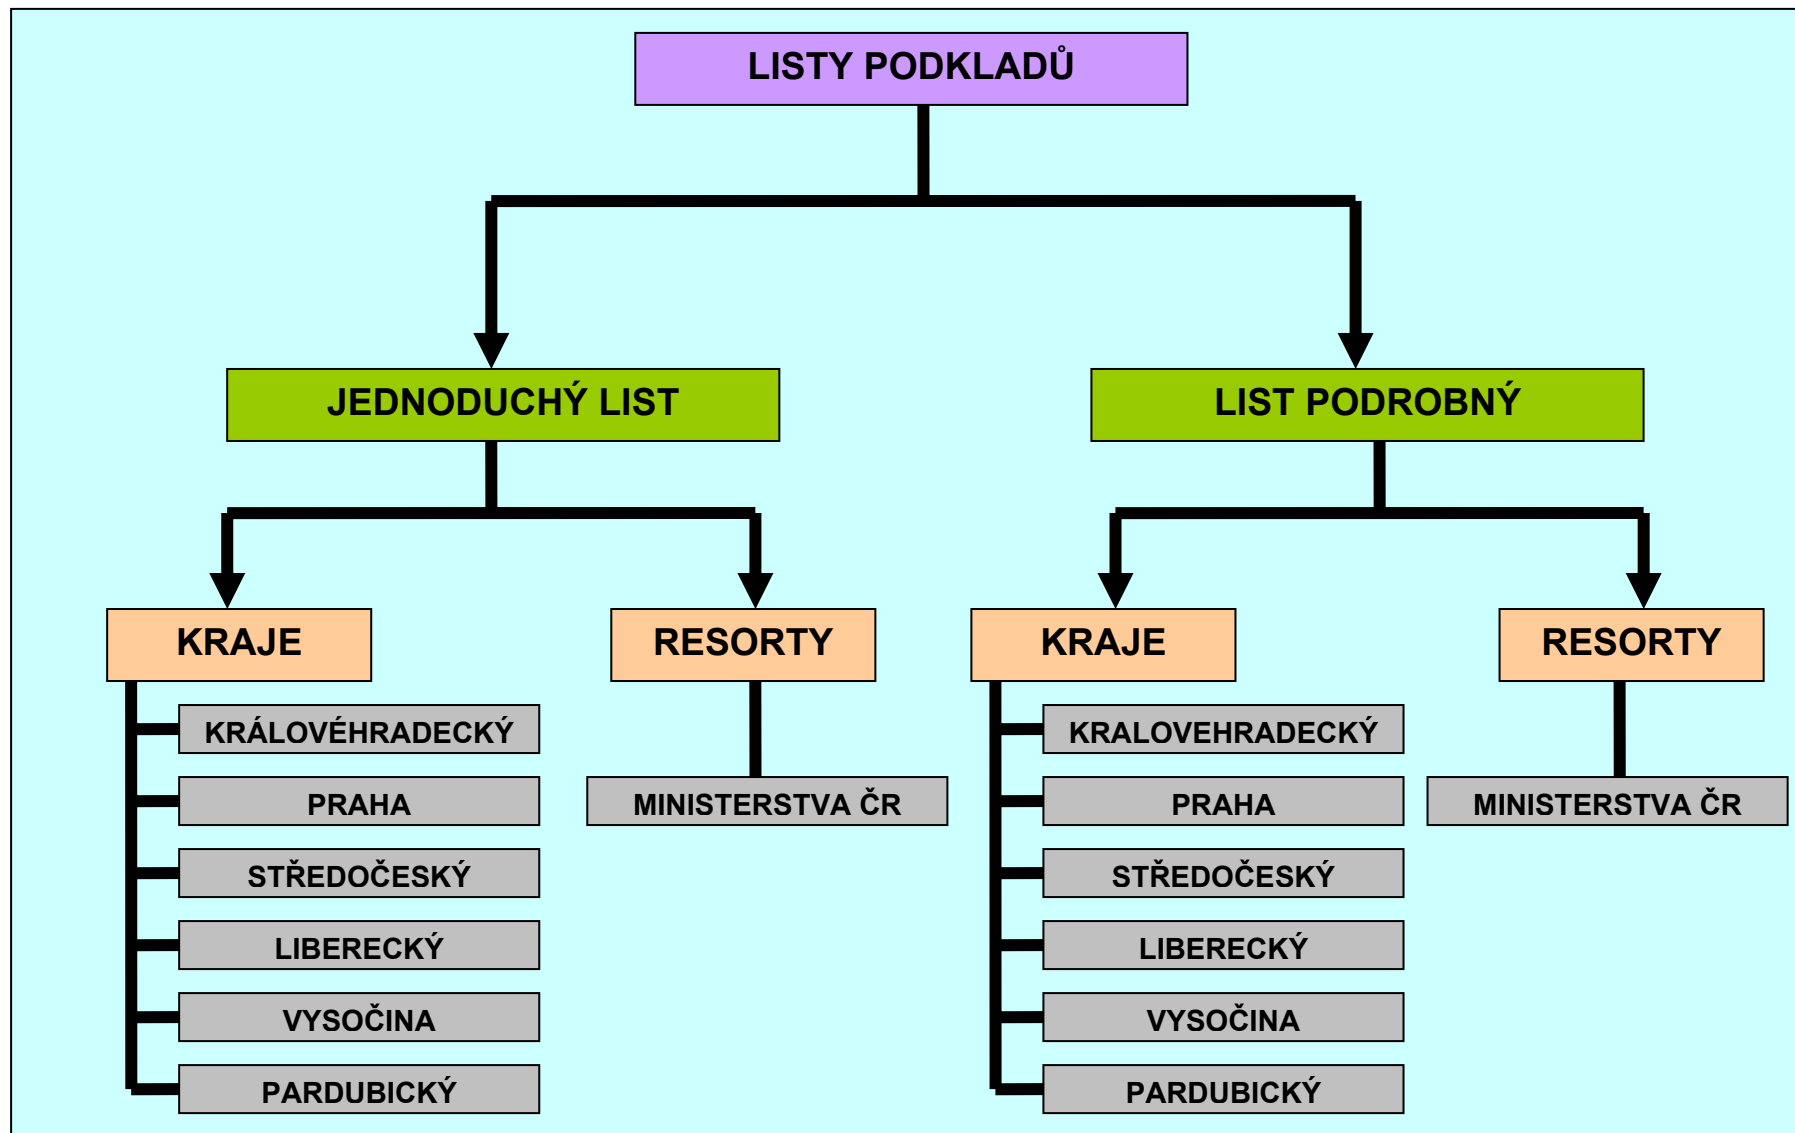 LISTY PODKLADŮ
JEDNODUCHÝ LIST
LIST PODROBNÝ
KRAJE
RESORTY
KRAJE
RESORTY
KRÁLOVÉHRADECKÝ
PRAHA
STŘEDOČESKÝ
LIBERECKÝ
VYSOČINA
PARDUBICKÝ
MINISTERSTVA ČR
KRALOVEHRADECKÝ
PRAHA
STŘEDOČESKÝ
LIBERECKÝ
VYSOČINA
PARDUBICKÝ
MINISTERSTVA ČR